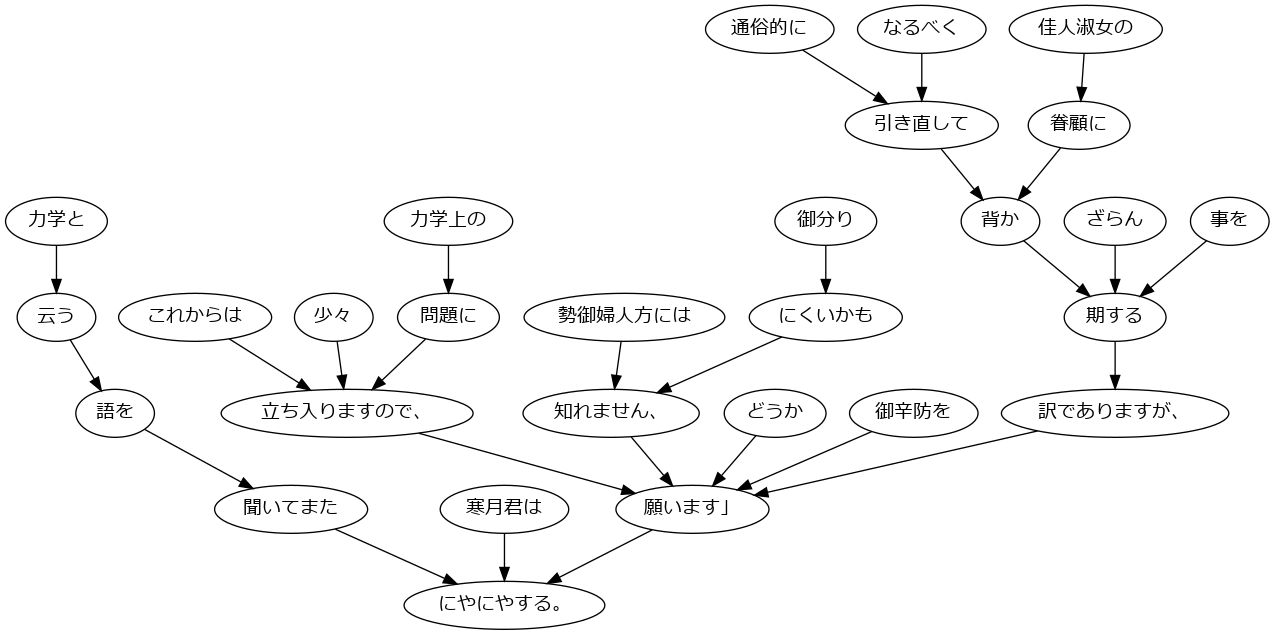 通俗的に
なるべく
佳人淑女の
引き直して
眷顧に
力学と
力学上の
御分り
背か
ざらん
事を
云う
これからは
少々
問題に
勢御婦人方には
にくいかも
期する
語を
立ち入りますので、
知れません、
どうか
御辛防を
訳でありますが、
聞いてまた
寒月君は
願います」
にやにやする。